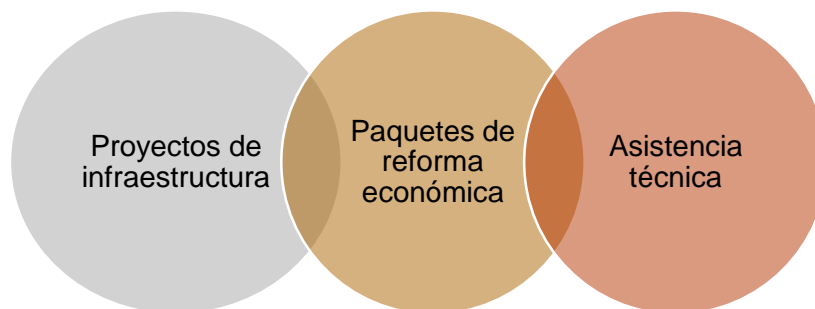 Proyectos de
infraestructura
Paquetes de
reforma
económica
Asistencia
técnica